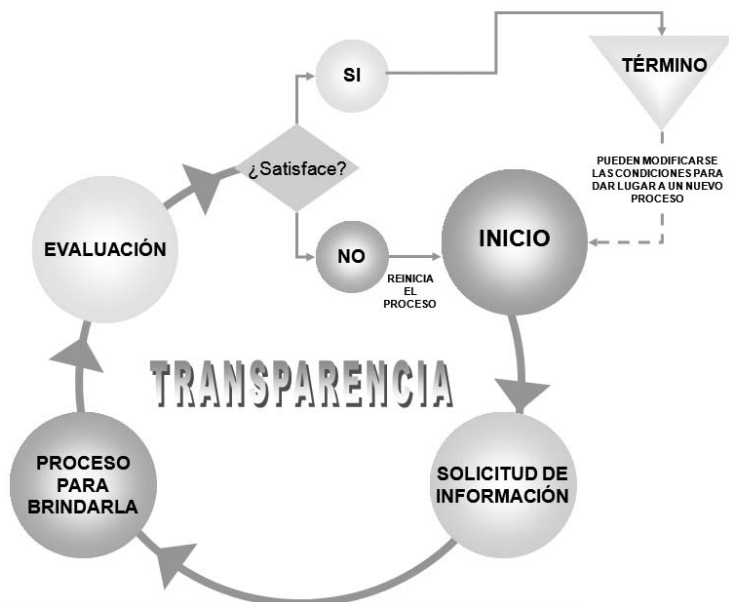 SI
TÉRMINO
¿Satisface?
PUEDEN MODIFICARSE
LAS CONDICIONES PARA
DAR LUGAR A UN NUEVO
PROCESO
EVALUACIÓN
INICIO
NO
REINICIA
EL
PROCESO
TRANSPARENCIA
PROCESO
PARA
BRINDARLA
SOLICITUD DE
INFORMACIÓN